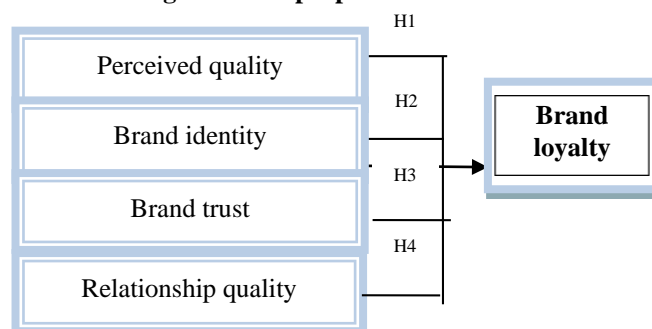 H1
Perceived quality
H2
Brand identity
Brand
loyalty
H3
Brand trust
H4
Relationship quality